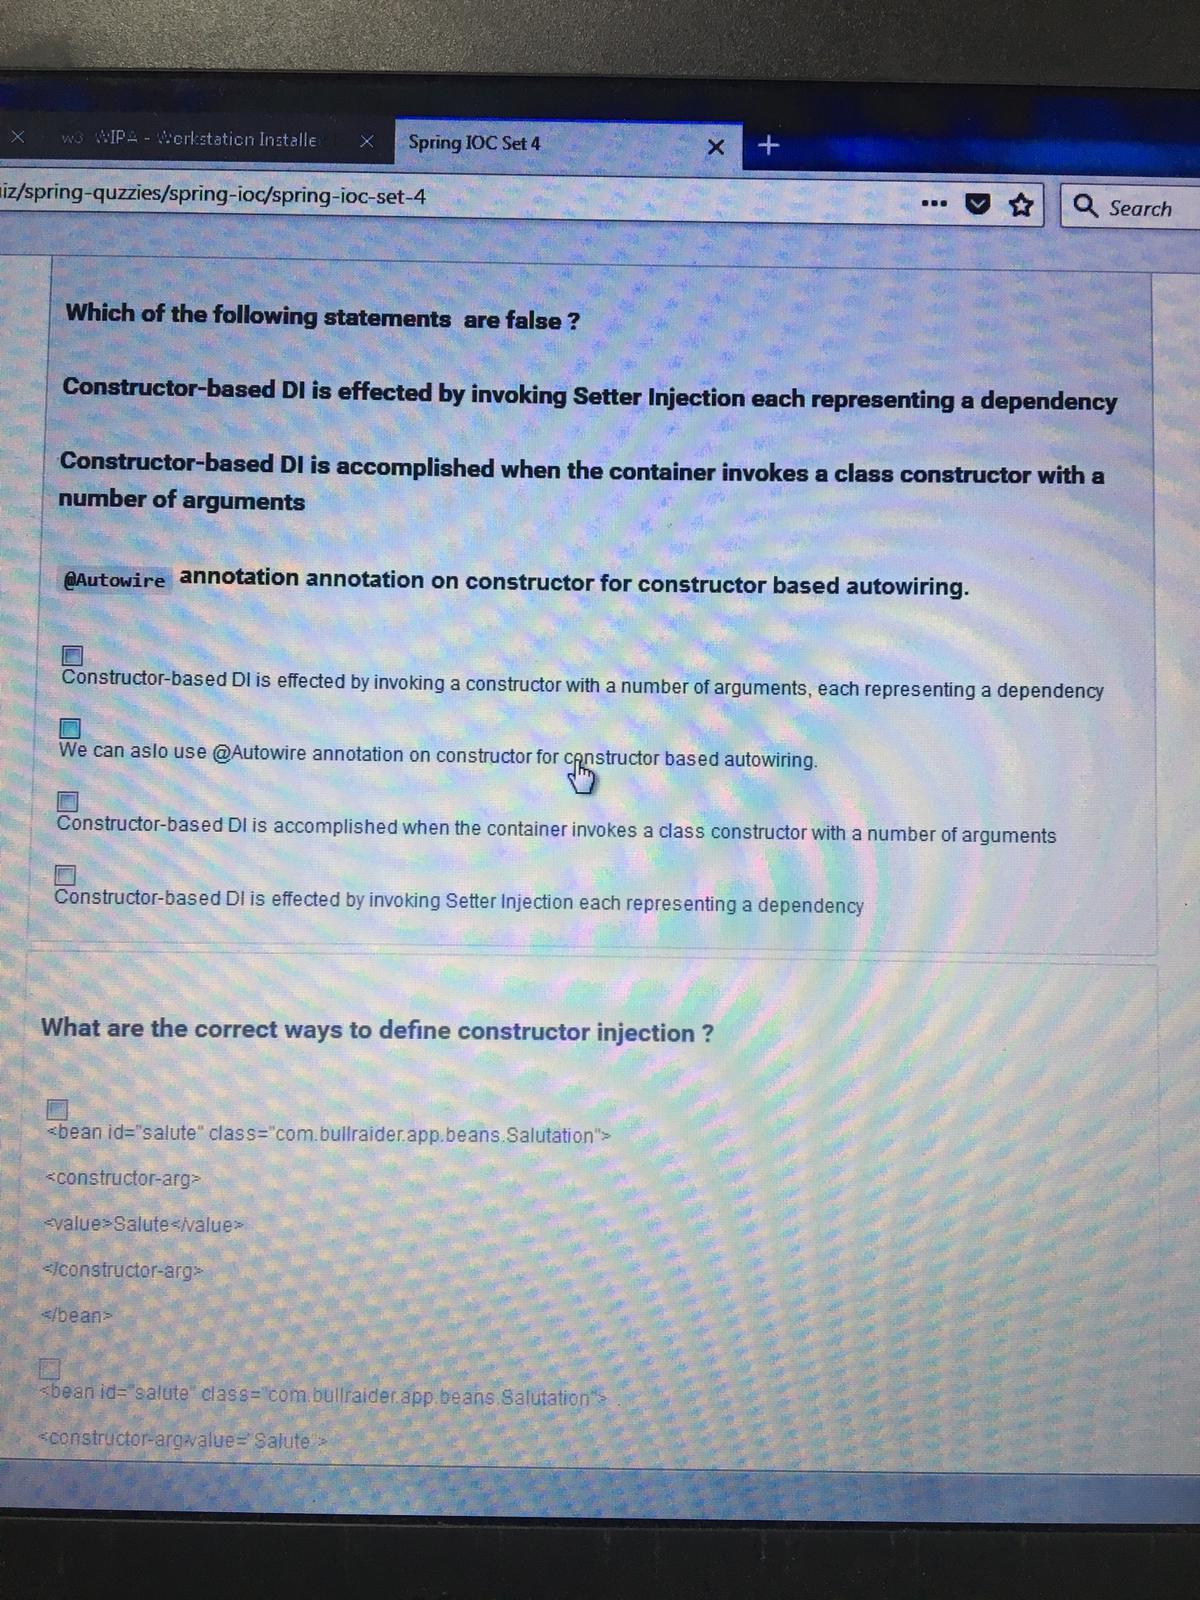 w3 WIPA - Workstation Installe
Spring IOC Set 4
iz/spring-quzzies/spring-ioc/spring-ioc-set-4
Search
Which of the following statements are false ?
Constructor-based DI is effected by invoking Setter Injection each representing a dependency
Constructor-based DI is accomplished when the container invokes a class constructor with a
number of arguments
@Autowire annotation annotation on constructor for constructor based autowiring.
Constructor-based DI is effected by invoking a constructor with a number of arguments, each representing a dependency
We can aslo use @Autowire annotation on constructor for constructor based autowiring.
Constructor-based DI is accomplished when the container invokes a class constructor with a number of arguments
Constructor-based DI is effected by invoking Setter Injection each representing a dependency
What are the correct ways to define constructor injection ?
<bean id="salute" class="com.bullraider.app.beans.Salutation">
<constructor-arg>
<value>Salute</value>
</constructor-arg>
</bean>
<bean id="salute" class="com.bullraider.app.beans.Salutation">
<constructor-arg value="Salute">